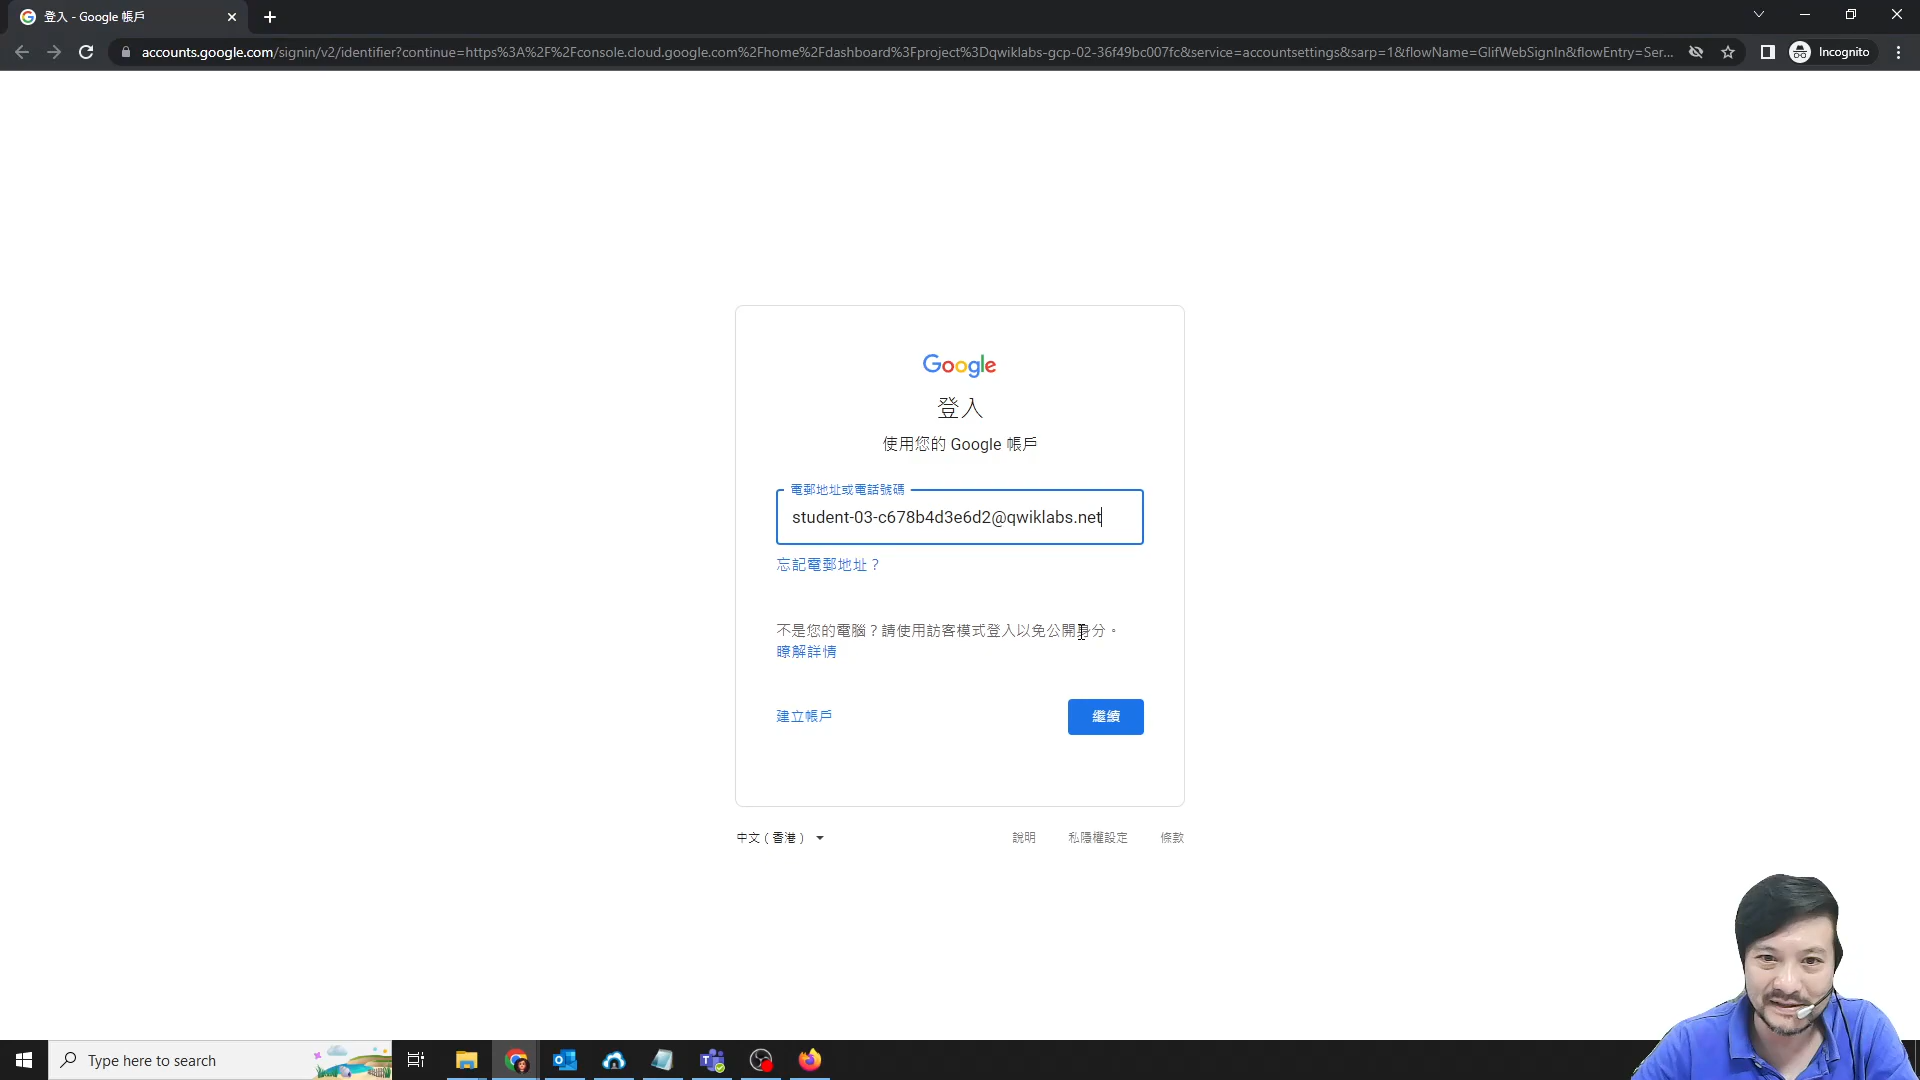 登入 - Google 帳戶
accounts.google.com/signin/v2/identifier?continue=https%3A%2F%2Fconsole.cloud.google.com%2Fhome%2Fdashboard%3Fproject%3Dqwiklabs-gcp-02-36f49bc007fc&service=accountsettings&sarp=1&flowName=GlifWebSignIn&flowEntry=Ser...
Incognito
Google
登入
使用您的 Google 帳戶
電郵地址或電話號碼
student-03-c678b4d3e6d2@qwiklabs.net
忘記電郵地址？
不是您的電腦？請使用訪客模式登入以免公開身分。
瞭解詳情
建立帳戶
繼續
中文（香港）
說明
私隱權設定
條款
Type here to search